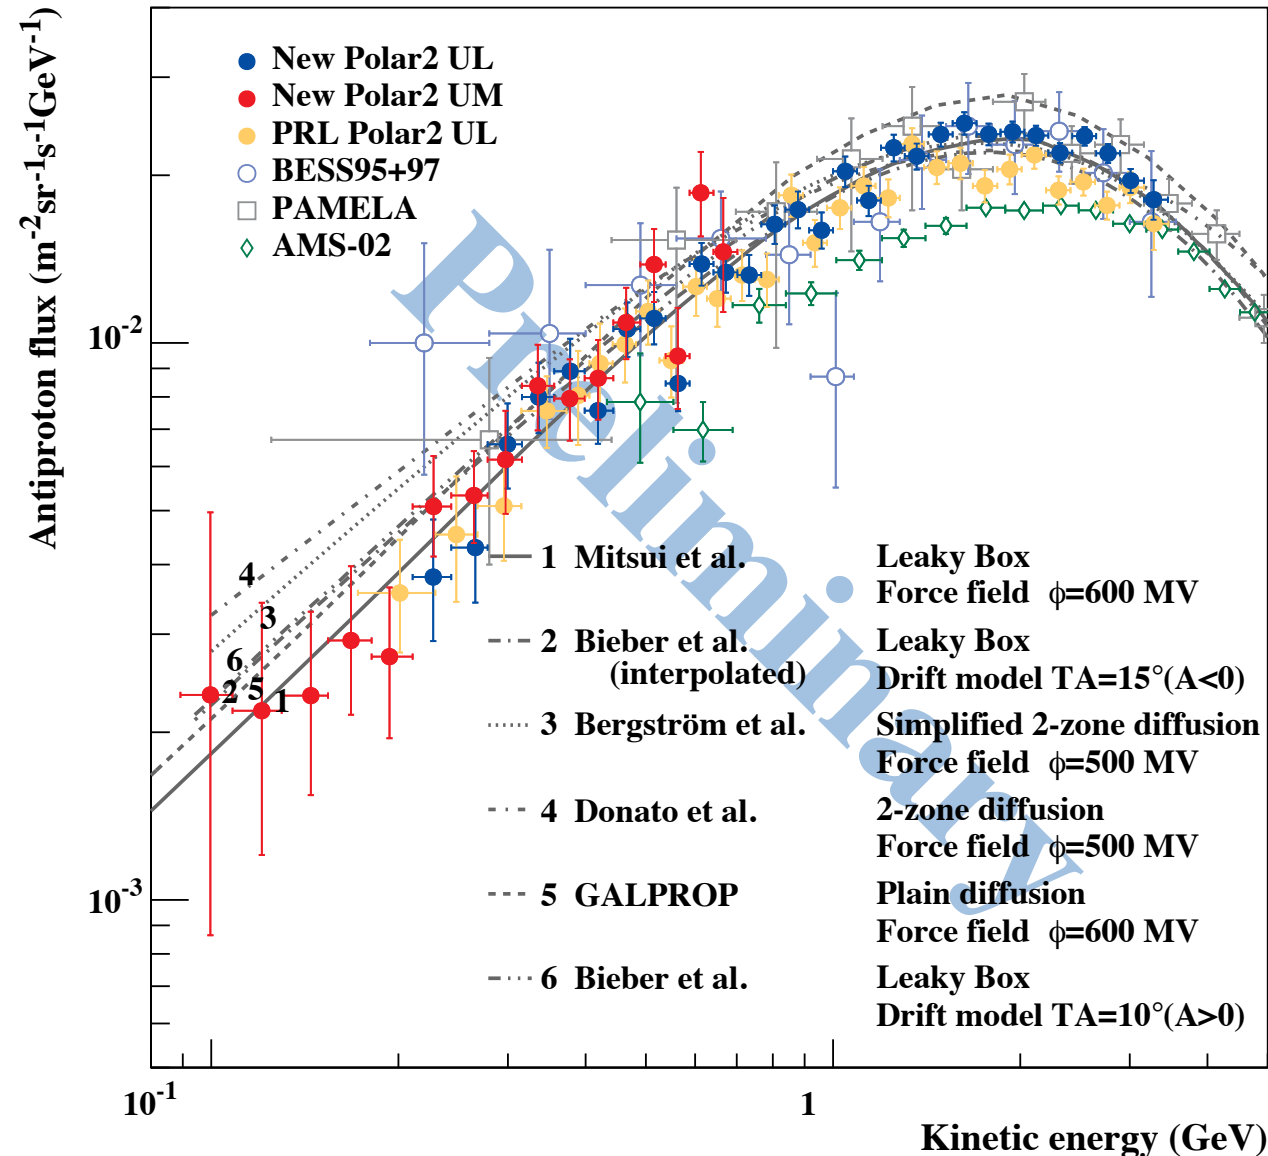 Antiproton flux (m⁻²sr⁻¹s⁻¹GeV⁻¹)
New Polar2 UL
New Polar2 UM
PRL Polar2 UL
BESS95+97
PAMELA
AMS-02
10⁻²
10⁻³
Preliminary
4
3
6
2 5 1
1 Mitsui et al. Leaky Box
Force field ϕ=600 MV
2 Bieber et al. Leaky Box
(interpolated) Drift model TA=15°(A<0)
3 Bergström et al. Simplified 2-zone diffusion
Force field ϕ=500 MV
4 Donato et al. 2-zone diffusion
Force field ϕ=500 MV
5 GALPROP Plain diffusion
Force field ϕ=600 MV
6 Bieber et al. Leaky Box
Drift model TA=10°(A>0)
10⁻¹ 1
Kinetic energy (GeV)